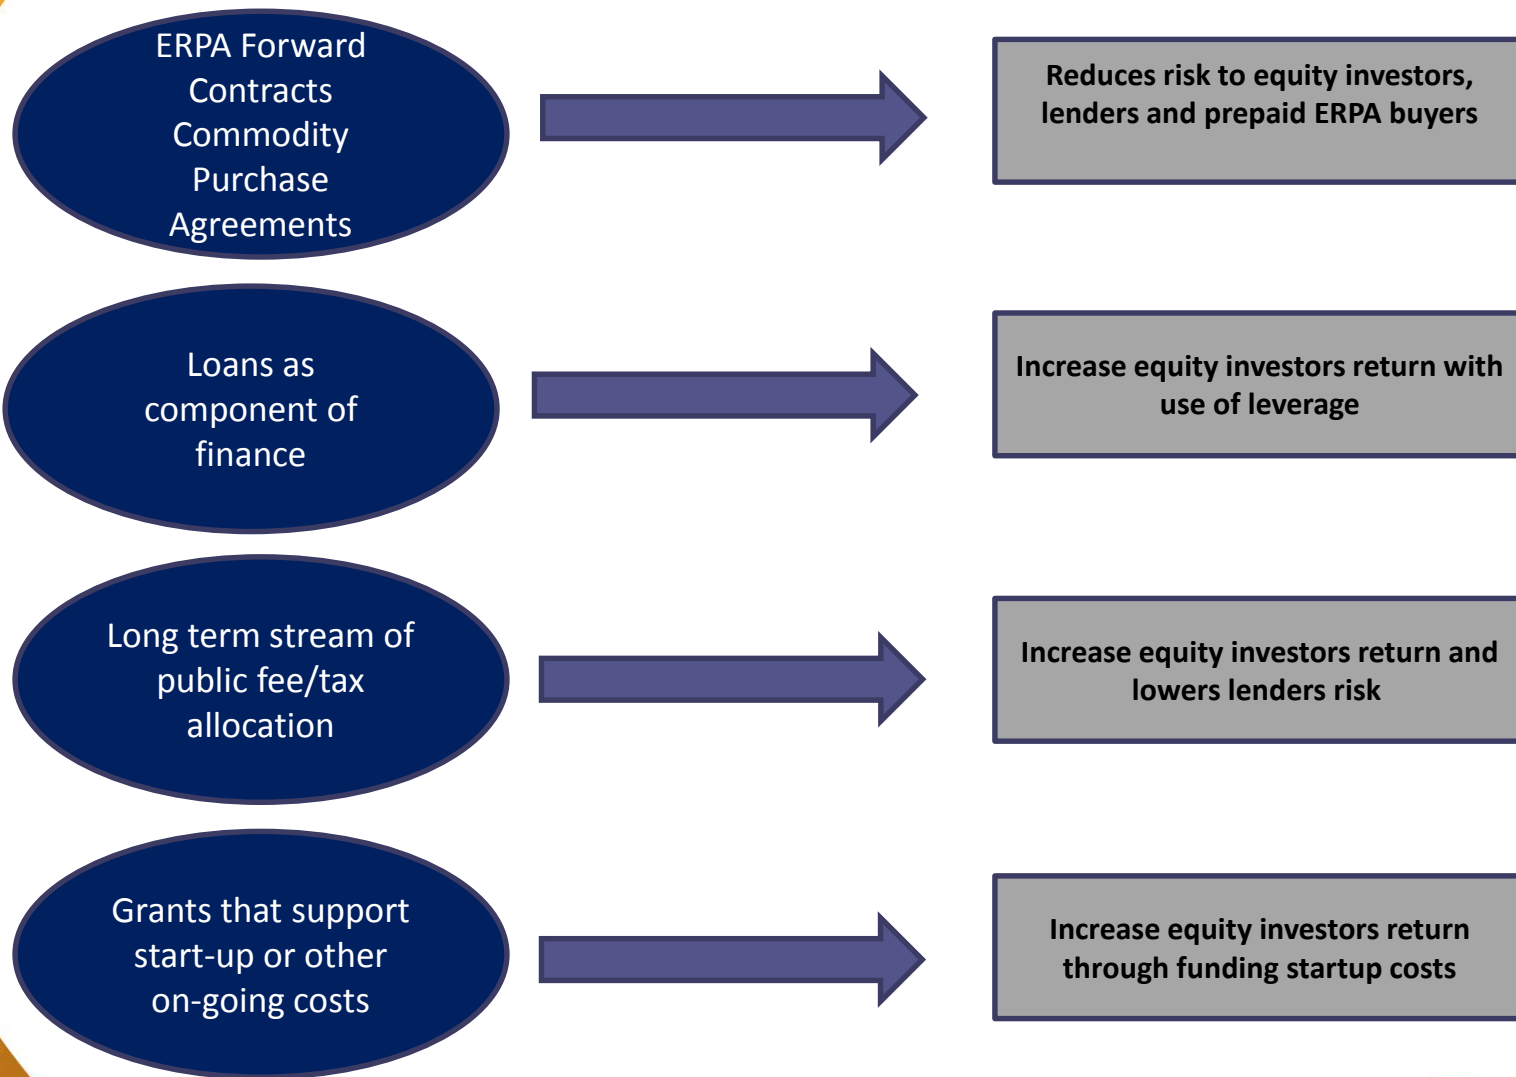 ERPA Forward
Contracts
Commodity
Purchase
Agreements
Reduces risk to equity investors,
lenders and prepaid ERPA buyers
Loans as
component of
finance
Increase equity investors return with
use of leverage
Long term stream of
public fee/tax
allocation
Increase equity investors return and
lowers lenders risk
Grants that support
start-up or other
on-going costs
Increase equity investors return
through funding startup costs